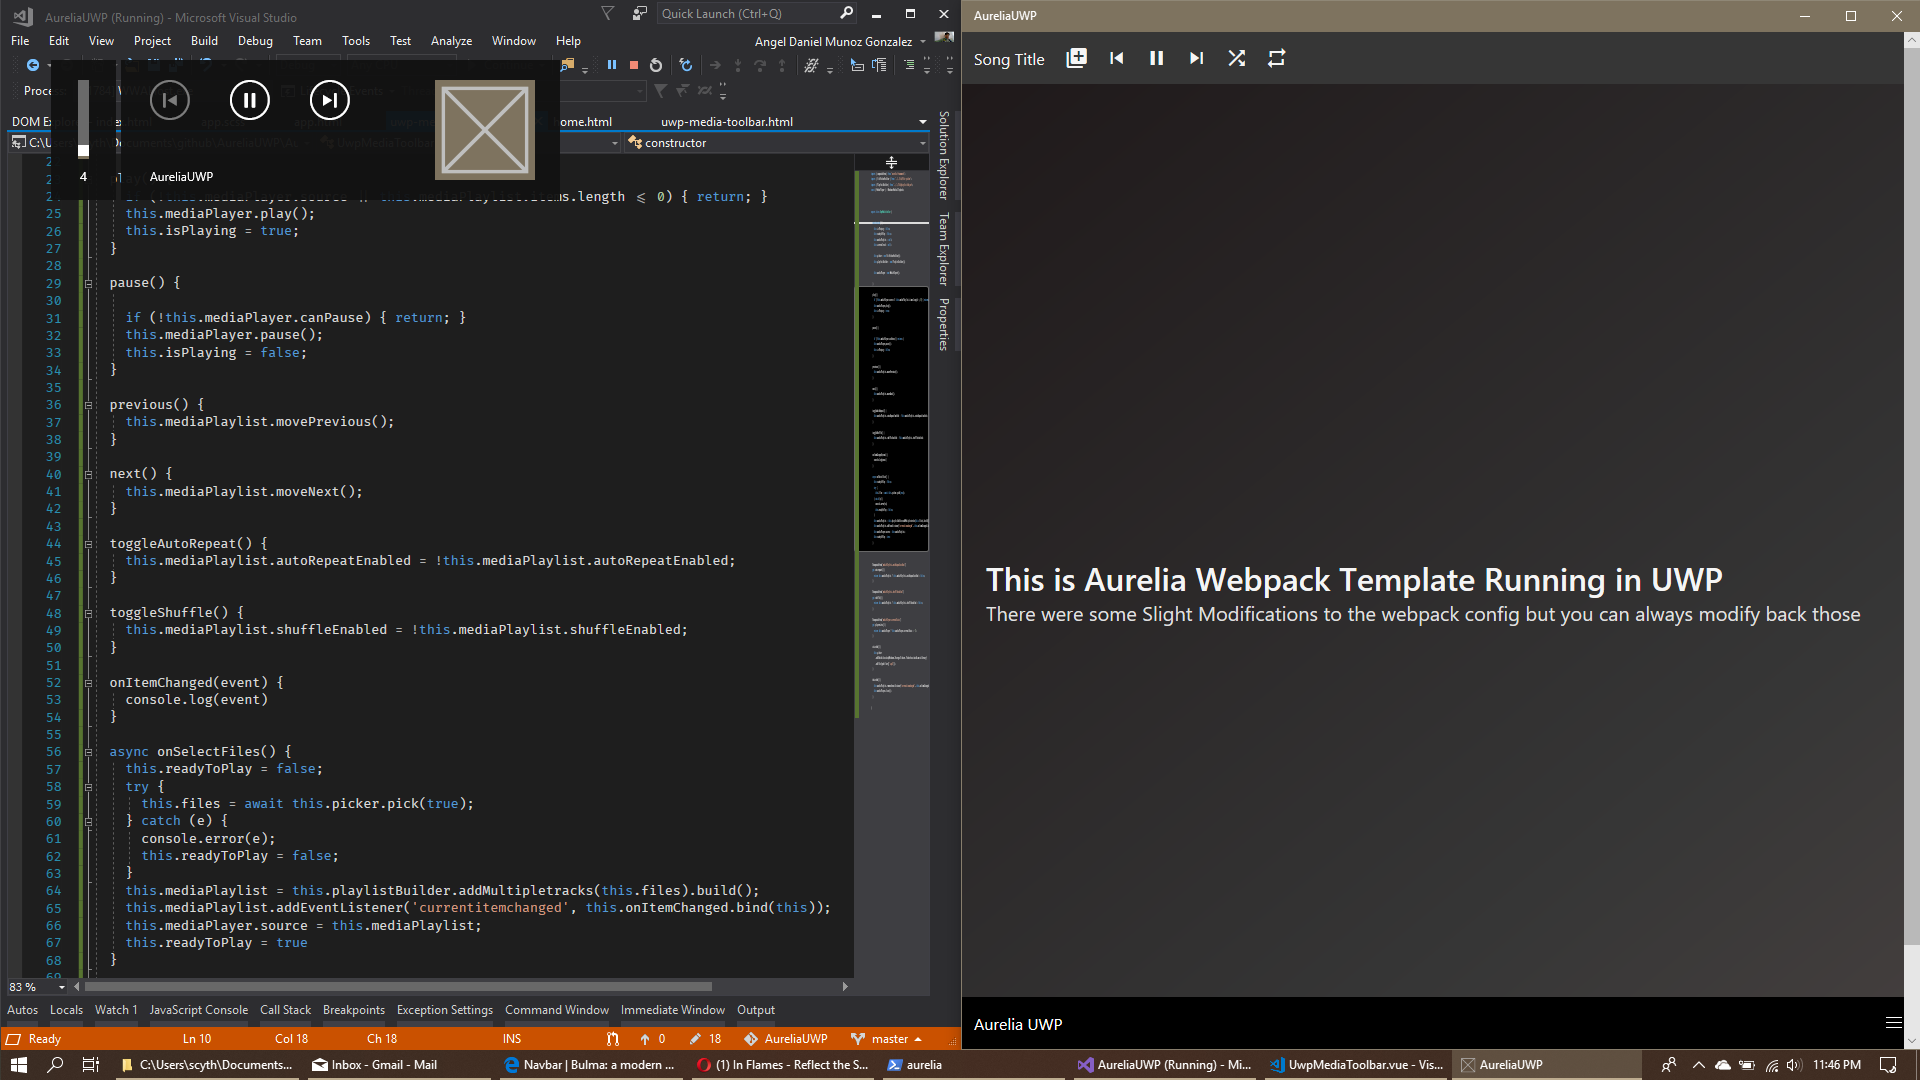 AureliaUWP (Running) - Microsoft Visual Studio
Quick Launch (Ctrl+Q)
File Edit View Project Build Debug Team Tools Test Analyze Window Help
Angel Daniel Munoz Gonzalez
Proce
DOM Ex
home.html
uwp-media-toolbar.html
constructor
4
AureliaUWP
.length ⩽ 0) { return; }
25 this.mediaPlayer.play();
26 this.isPlaying = true;
27 }
28
29 pause() {
30
31 if (!this.mediaPlayer.canPause) { return; }
32 this.mediaPlayer.pause();
33 this.isPlaying = false;
34 }
35
36 previous() {
37 this.mediaPlaylist.movePrevious();
38 }
39
40 next() {
41 this.mediaPlaylist.moveNext();
42 }
43
44 toggleAutoRepeat() {
45 this.mediaPlaylist.autoRepeatEnabled = !this.mediaPlaylist.autoRepeatEnabled;
46 }
47
48 toggleShuffle() {
49 this.mediaPlaylist.shuffleEnabled = !this.mediaPlaylist.shuffleEnabled;
50 }
51
52 onItemChanged(event) {
53 console.log(event)
54 }
55
56 async onSelectFiles() {
57 this.readyToPlay = false;
58 try {
59 this.files = await this.picker.pick(true);
60 } catch (e) {
61 console.error(e);
62 this.readyToPlay = false;
63 }
64 this.mediaPlaylist = this.playlistBuilder.addMultipletracks(this.files).build();
65 this.mediaPlaylist.addEventListener('currentitemchanged', this.onItemChanged.bind(this));
66 this.mediaPlayer.source = this.mediaPlaylist;
67 this.readyToPlay = true
68 }
69
83 %
Solution Explorer
Team Explorer
Properties
Autos Locals Watch 1 JavaScript Console Call Stack Breakpoints Exception Settings Command Window Immediate Window Output
Ready Ln 10 Col 18 Ch 18 INS 0 18 AureliaUWP master
AureliaUWP
Song Title
This is Aurelia Webpack Template Running in UWP
There were some Slight Modifications to the webpack config but you can always modify back those
Aurelia UWP
C:\Users\scyth\Documents... Inbox - Gmail - Mail Navbar | Bulma: a modern ... (1) In Flames - Reflect the S... aurelia AureliaUWP (Running) - Mi... UwpMediaToolbar.vue - Vis... AureliaUWP 11:46 PM